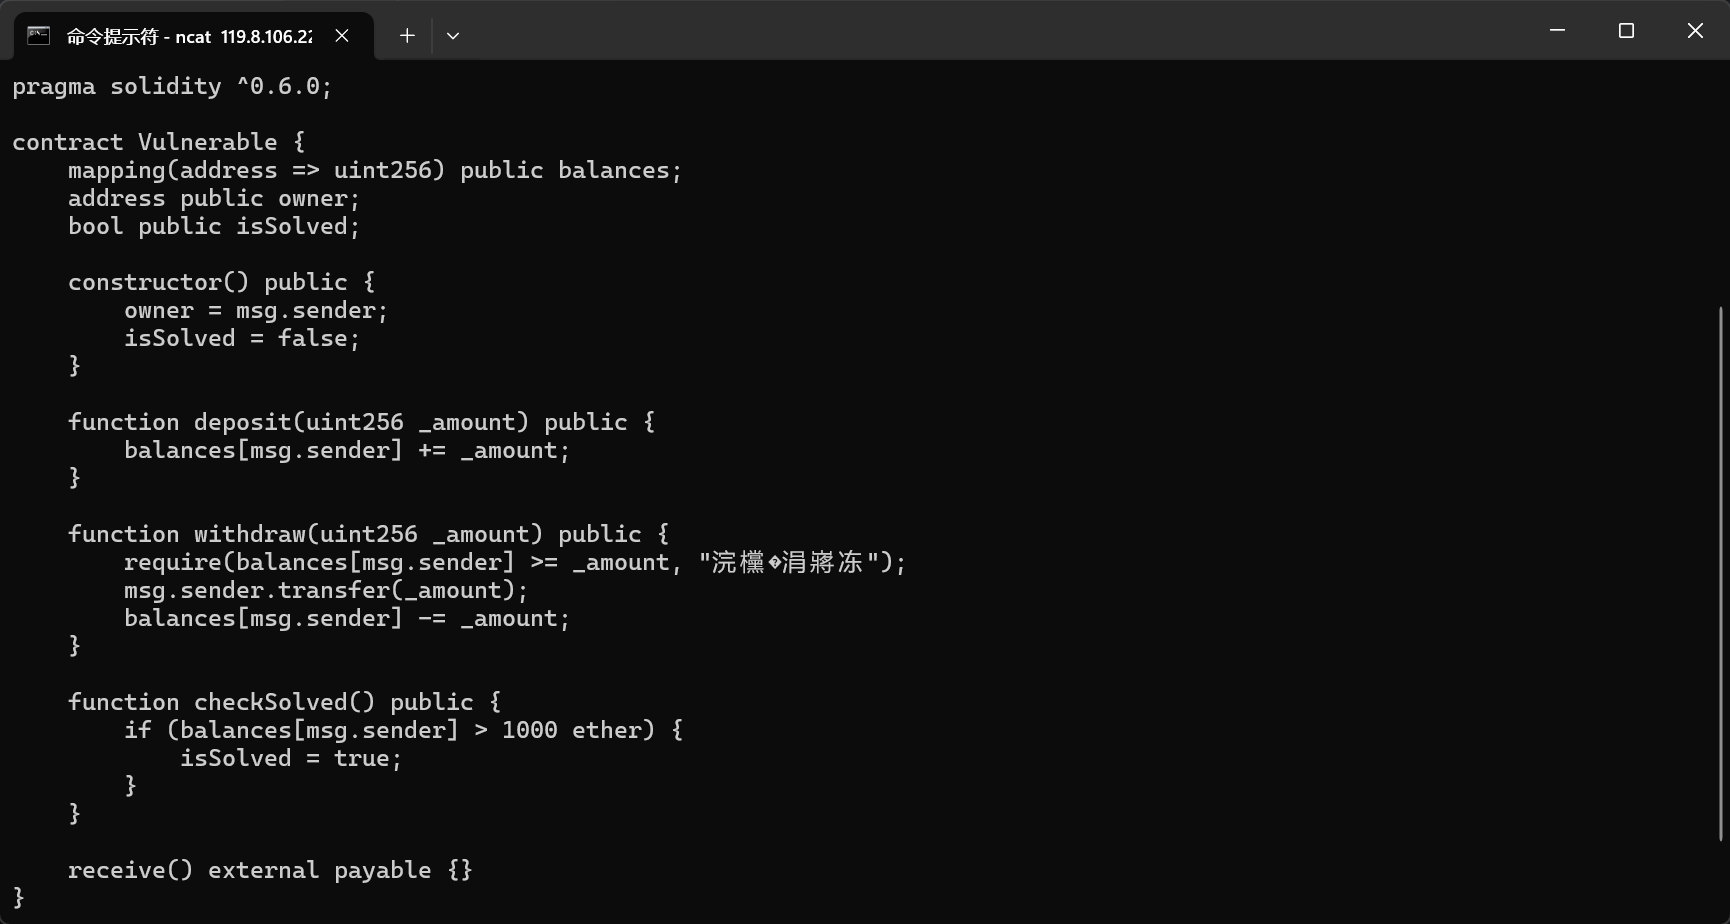 命令提示符 - ncat 119.8.106.22
pragma solidity ^0.6.0;
contract Vulnerable {
    mapping(address => uint256) public balances;
    address public owner;
    bool public isSolved;
    constructor() public {
        owner = msg.sender;
        isSolved = false;
    }
    function deposit(uint256 _amount) public {
        balances[msg.sender] += _amount;
    }
    function withdraw(uint256 _amount) public {
        require(balances[msg.sender] >= _amount, "浣欙�涓嶈冻");
        msg.sender.transfer(_amount);
        balances[msg.sender] -= _amount;
    }
    function checkSolved() public {
        if (balances[msg.sender] > 1000 ether) {
            isSolved = true;
        }
    }
    receive() external payable {}
}